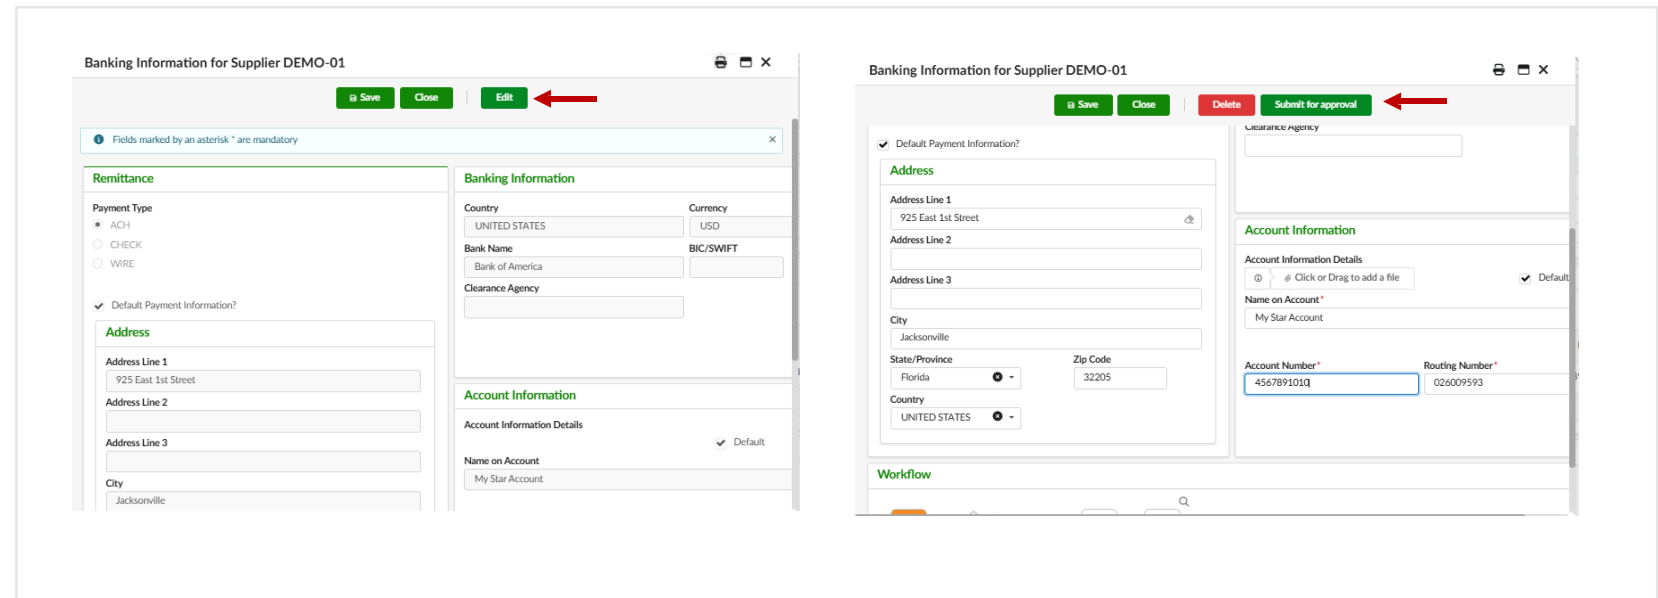 Banking Information for Supplier DEMO-01
Save Close Edit
Fields marked by an asterisk * are mandatory
Remittance
Payment Type
ACH
CHECK
WIRE
Default Payment Information?
Address
Address Line 1
925 East 1st Street
Address Line 2
Address Line 3
City
Jacksonville
Banking Information
Country Currency
UNITED STATES USD
Bank Name BIC/SWIFT
Bank of America
Clearance Agency
Account Information
Account Information Details
Default
Name on Account
My Star Account
Banking Information for Supplier DEMO-01
Save Close Delete Submit for approval
Default Payment Information?
Address
Address Line 1
925 East 1st Street
Address Line 2
Address Line 3
City
Jacksonville
State/Province Zip Code
Florida 32205
Country
UNITED STATES
Clearance Agency
Account Information
Account Information Details
Click or Drag to add a file Default
Name on Account*
My Star Account
Account Number* Routing Number*
4567891010 026009593
Workflow